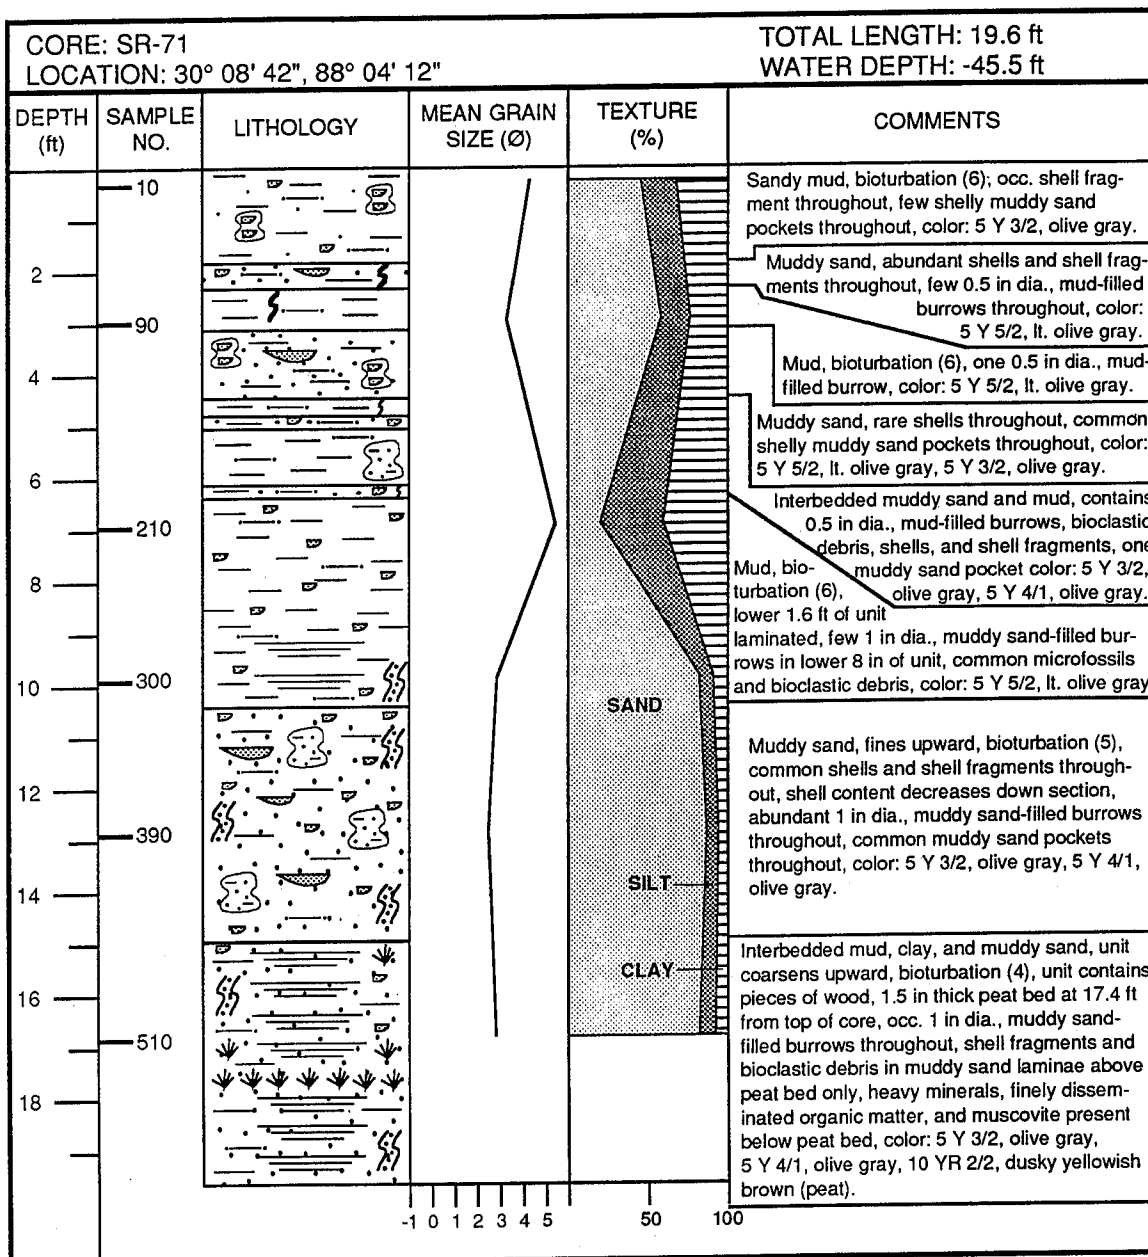 CORE: SR-71
LOCATION: 30° 08' 42", 88° 04' 12"
TOTAL LENGTH: 19.6 ft
WATER DEPTH: -45.5 ft
DEPTH
(ft)
SAMPLE
NO.
LITHOLOGY
MEAN GRAIN
SIZE (Ø)
TEXTURE
(%)
COMMENTS
2
4
6
8
10
12
14
16
18
10
90
210
300
390
510
-1 0 1 2 3 4 5
SAND
SILT
CLAY
50
100
Sandy mud, bioturbation (6); occ. shell frag-
ment throughout, few shelly muddy sand
pockets throughout, color: 5 Y 3/2, olive gray.
Muddy sand, abundant shells and shell frag-
ments throughout, few 0.5 in dia., mud-filled
burrows throughout, color:
5 Y 5/2, lt. olive gray.
Mud, bioturbation (6), one 0.5 in dia., mud-
filled burrow, color: 5 Y 5/2, lt. olive gray.
Muddy sand, rare shells throughout, common
shelly muddy sand pockets throughout, color:
5 Y 5/2, lt. olive gray, 5 Y 3/2, olive gray.
Interbedded muddy sand and mud, contains
0.5 in dia., mud-filled burrows, bioclastic
debris, shells, and shell fragments, one
muddy sand pocket color: 5 Y 3/2,
olive gray, 5 Y 4/1, olive gray.
Mud, bio-
turbation (6),
lower 1.6 ft of unit
laminated, few 1 in dia., muddy sand-filled bur-
rows in lower 8 in of unit, common microfossils
and bioclastic debris, color: 5 Y 5/2, lt. olive gray
Muddy sand, fines upward, bioturbation (5),
common shells and shell fragments through-
out, shell content decreases down section,
abundant 1 in dia., muddy sand-filled burrows
throughout, common muddy sand pockets
throughout, color: 5 Y 3/2, olive gray, 5 Y 4/1,
olive gray.
Interbedded mud, clay, and muddy sand, unit
coarsens upward, bioturbation (4), unit contains
pieces of wood, 1.5 in thick peat bed at 17.4 ft
from top of core, occ. 1 in dia., muddy sand-
filled burrows throughout, shell fragments and
bioclastic debris in muddy sand laminae above
peat bed only, heavy minerals, finely dissem-
inated organic matter, and muscovite present
below peat bed, color: 5 Y 3/2, olive gray,
5 Y 4/1, olive gray, 10 YR 2/2, dusky yellowish
brown (peat).